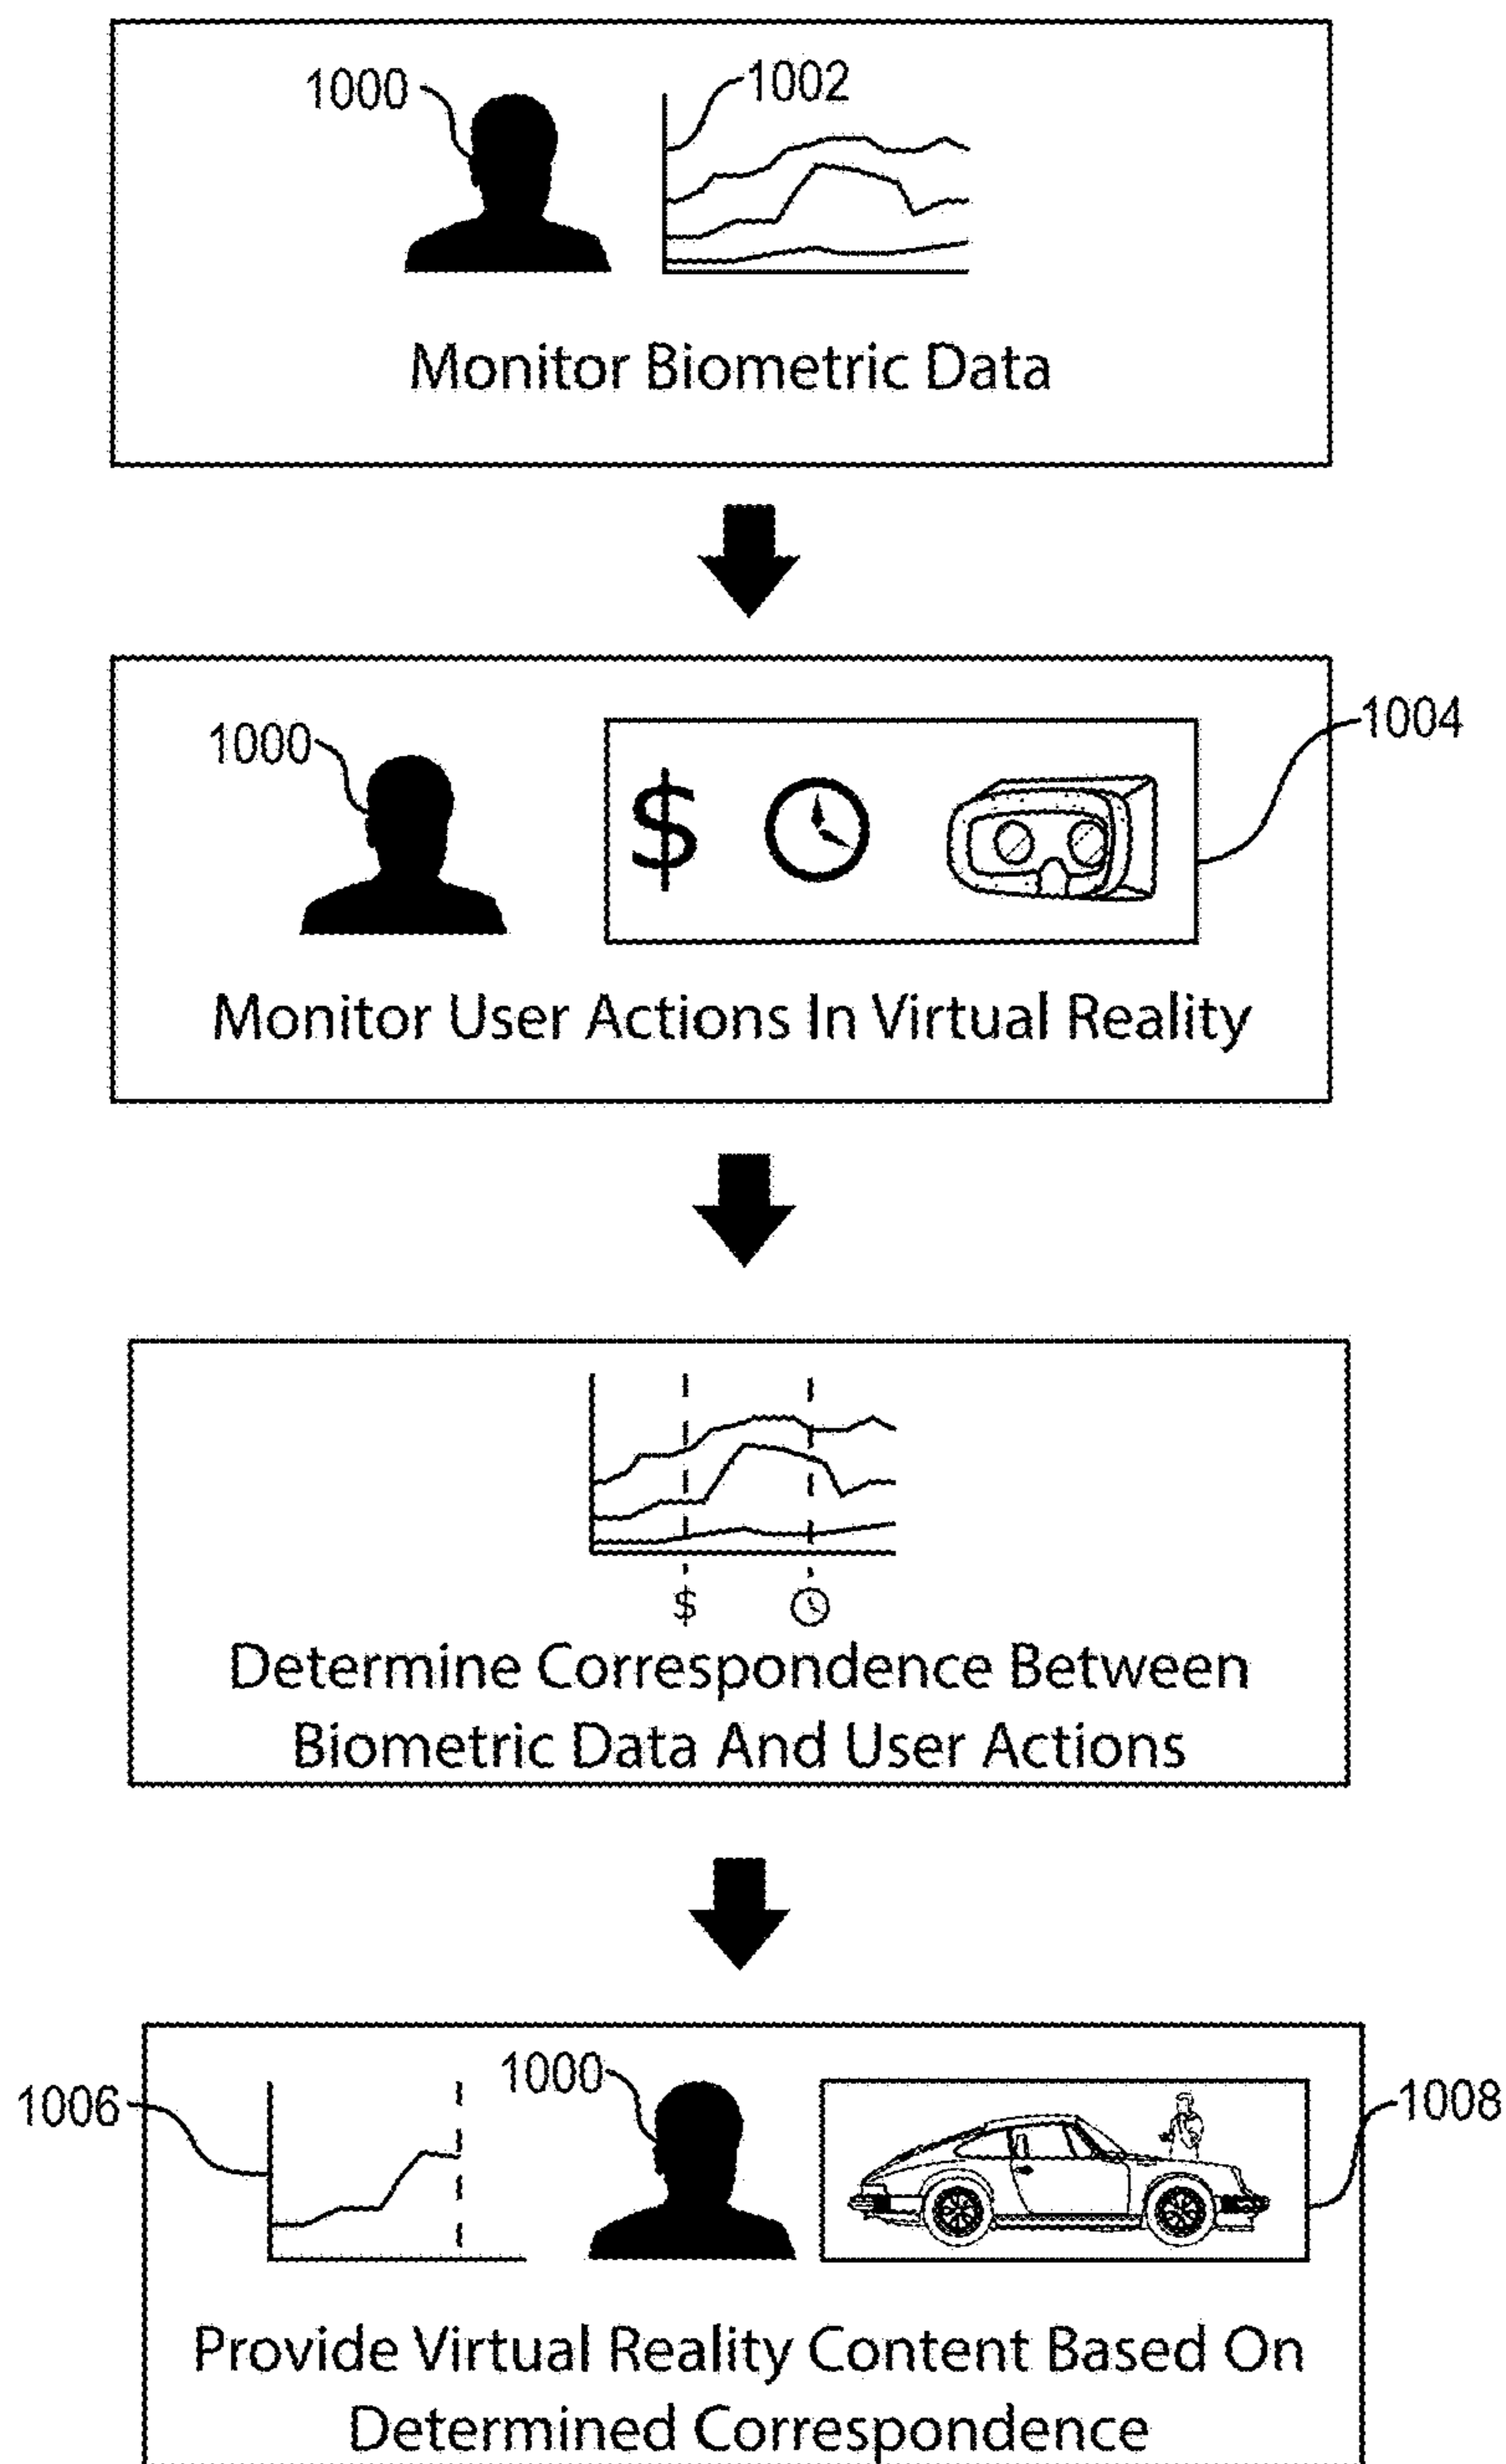 1000 1002
Monitor Biometric Data
1000 1004
$
Monitor User Actions In Virtual Reality
$
Determine Correspondence Between
Biometric Data And User Actions
1006 1000 1008
Provide Virtual Reality Content Based On
Determined Correspondence